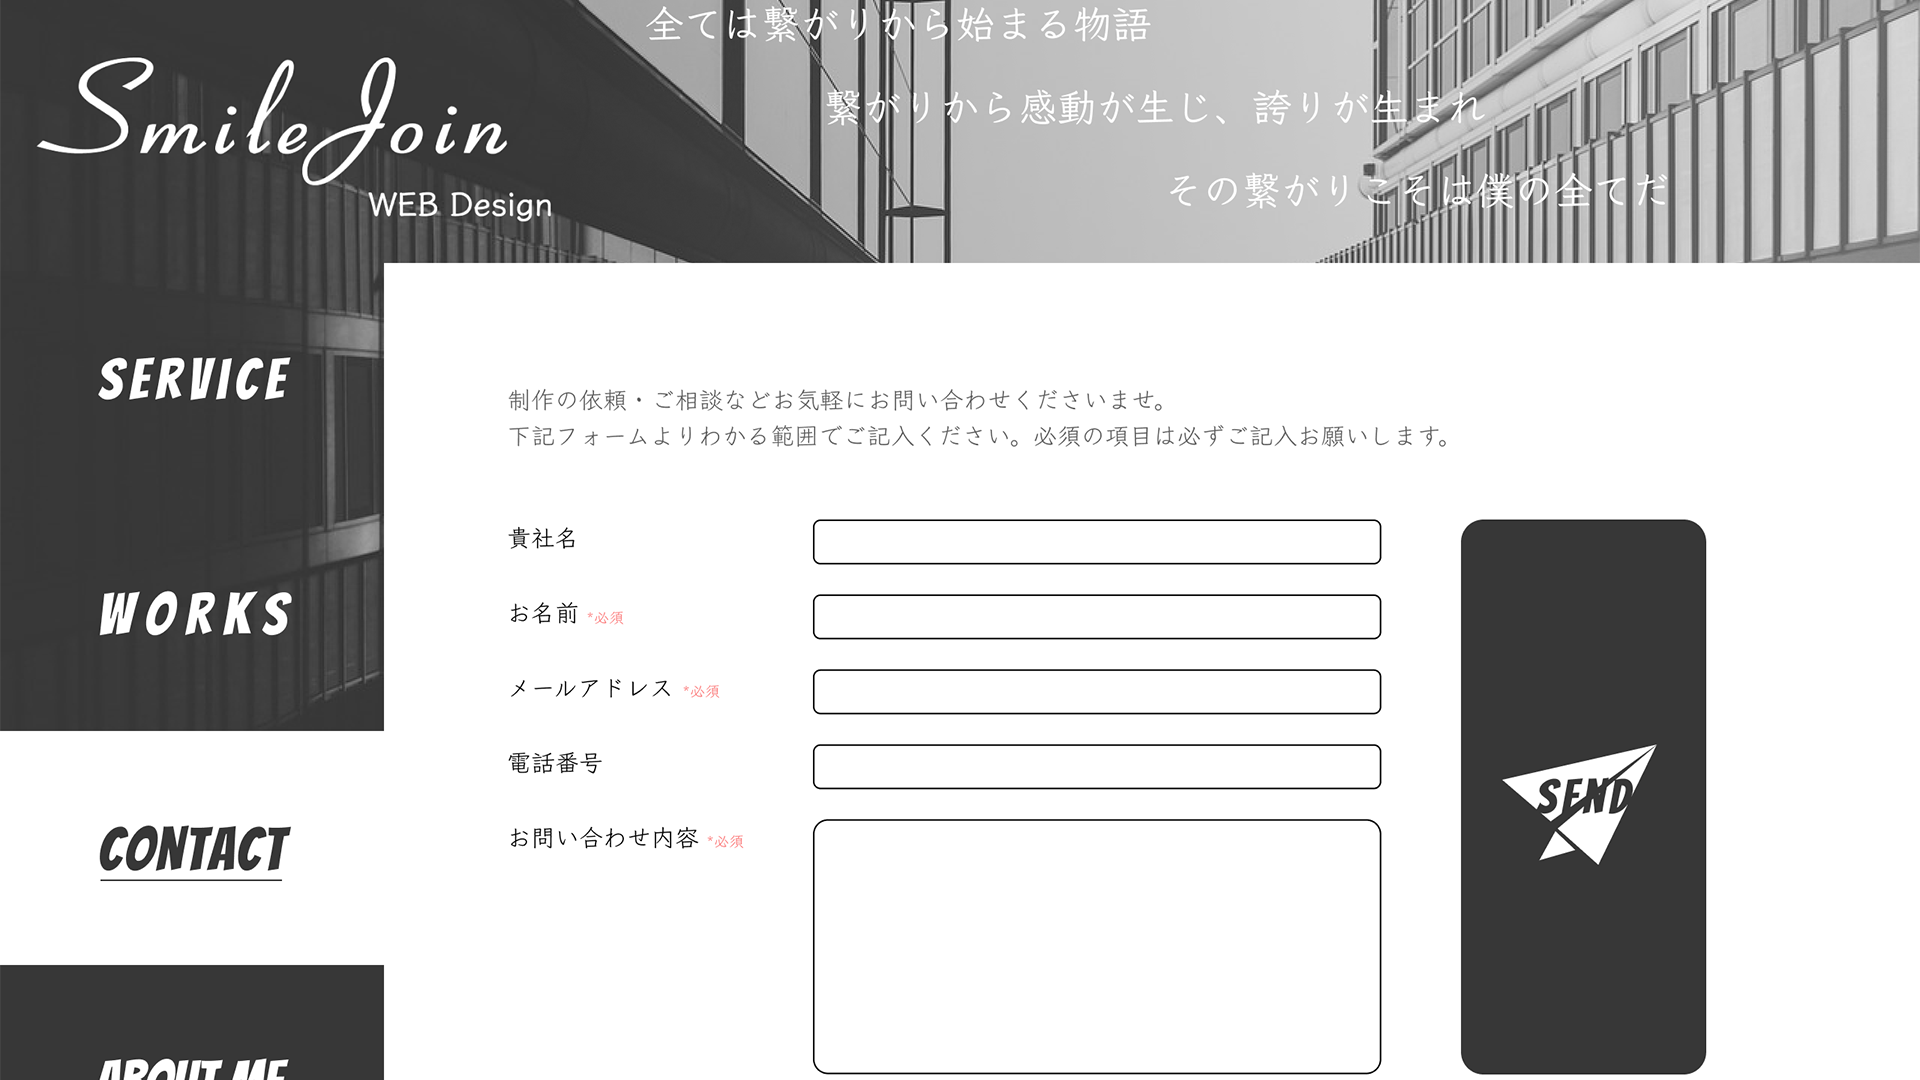 全ては繋がりから始まる物語
繋がりから感動が生じ、誇りが生まれ
その繋がりこそは僕の全てだ
SmileJoin
WEB Design
SERVICE
WORKS
CONTACT
ABOUT ME
制作の依頼・ご相談などお気軽にお問い合わせくださいませ。
下記フォームよりわかる範囲でご記入ください。必須の項目は必ずご記入お願いします。
貴社名
お名前 *必須
メールアドレス *必須
電話番号
お問い合わせ内容 *必須
SEND